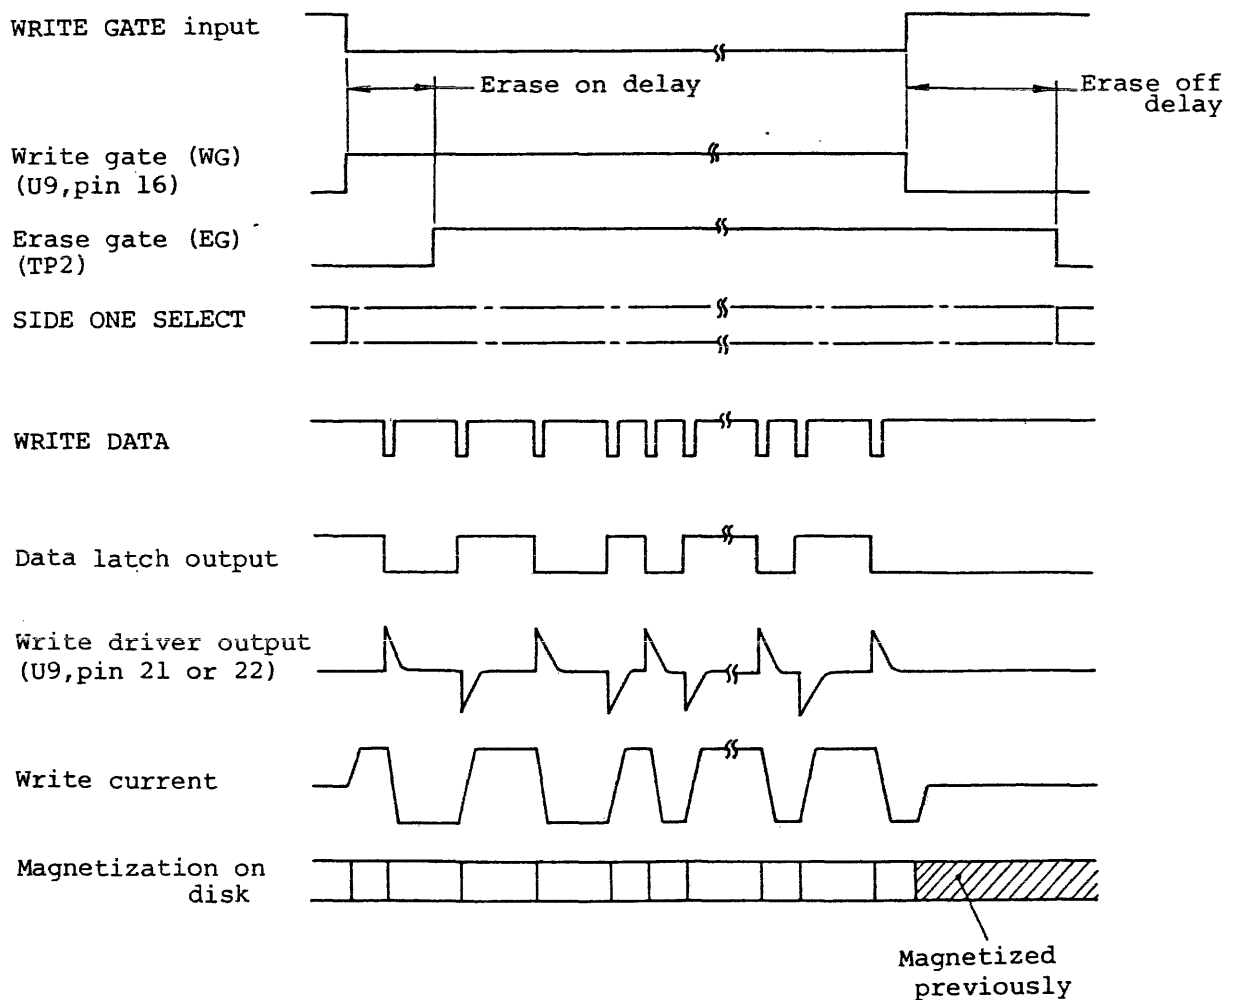 WRITE GATE input
Erase on delay
Erase off
delay
Write gate (WG)
(U9,pin 16)
Erase gate (EG)
(TP2)
SIDE ONE SELECT
WRITE DATA
Data latch output
Write driver output
(U9,pin 21 or 22)
Write current
Magnetization on
disk
Magnetized
previously